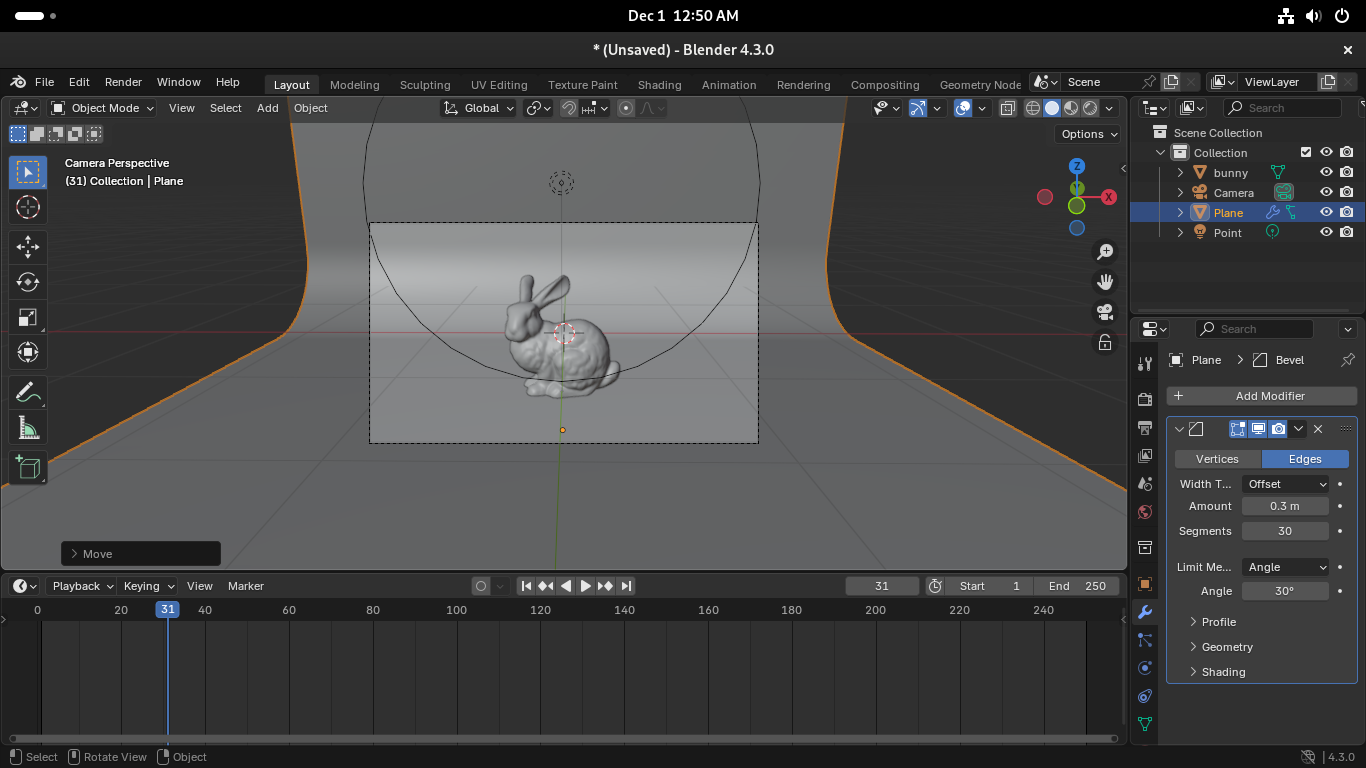 Dec 1 12:50 AM
* (Unsaved) - Blender 4.3.0
File Edit Render Window Help Layout Modeling Sculpting UV Editing Texture Paint Shading Animation Rendering Compositing Geometry Node Scene ViewLayer
Object Mode View Select Add Object Global Search
Options
Camera Perspective
(31) Collection | Plane
Z
Y
X
Move
Scene Collection
Collection
bunny
Camera
Plane
Point
Search
Plane > Bevel
+ Add Modifier
Vertices Edges
Width T... Offset
Amount 0.3 m
Segments 30
Limit Me... Angle
Angle 30°
Profile
Geometry
Shading
Playback Keying View Marker 31 Start 1 End 250
0 20 31 40 60 80 100 120 140 160 180 200 220 240
Select Rotate View Object 4.3.0